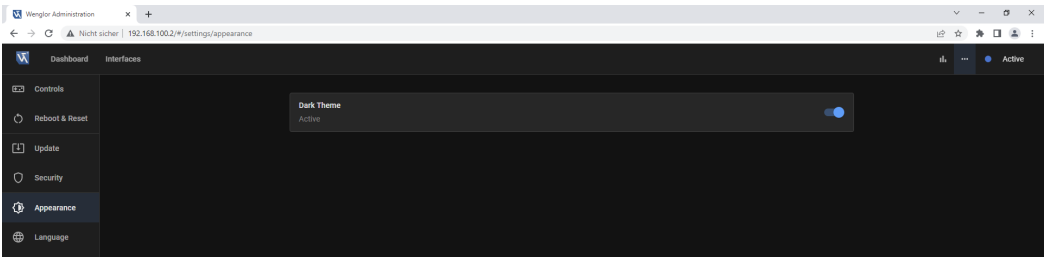 Wenglor Administration
Nicht sicher | 192.168.100.2/#/settings/appearance
Dashboard Interfaces Active
Controls
Reboot & Reset
Update
Security
Appearance
Language
Dark Theme
Active